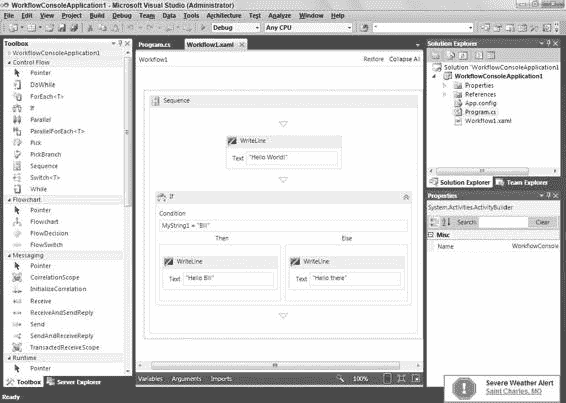 WorkflowConsoleApplication1 - Microsoft Visual Studio (Administrator)
File Edit View Project Build Debug Team Data Tools Architecture Test Analyze Window Help
Debug Any CPU
Toolbox
WorkflowConsoleApplication1
Control Flow
Pointer
DoWhile
ForEach<T>
If
Parallel
ParallelForEach<T>
Pick
PickBranch
Sequence
Switch<T>
While
Flowchart
Pointer
Flowchart
FlowDecision
FlowSwitch
Messaging
Pointer
CorrelationScope
InitializeCorrelation
Receive
ReceiveAndSendReply
Send
SendAndReceiveReply
TransactedReceiveScope
Runtime
Pointer
Toolbox Server Explorer
Ready
Program.cs Workflow1.xaml
Workflow1 Restore Collapse All
Sequence
WriteLine
Text "Hello World!"
If
Condition
MyString1 = "Bill"
Then Else
WriteLine WriteLine
Text "Hello Bill" Text "Hello there"
Variables Arguments Imports 100%
Solution Explorer
Solution 'WorkflowConsoleApplication1'
WorkflowConsoleApplication1
Properties
References
App.config
Program.cs
Workflow1.xaml
Solution Explorer Team Explorer
Properties
System.Activities.ActivityBuilder
Search: Clear
Misc
Name WorkflowConsole
Severe Weather Alert
Saint Charles, MO